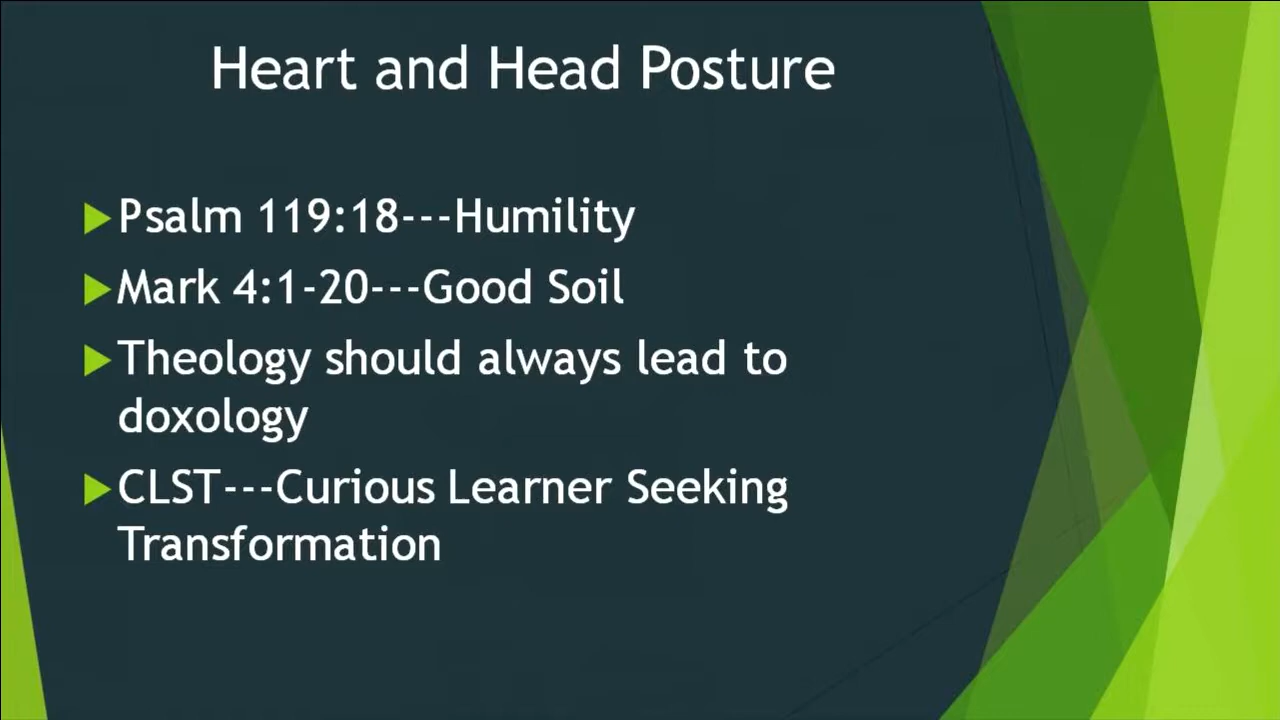 Heart and Head Posture
Psalm 119:18---Humility
Mark 4:1-20---Good Soil
Theology should always lead to
doxology
CLST---Curious Learner Seeking
Transformation